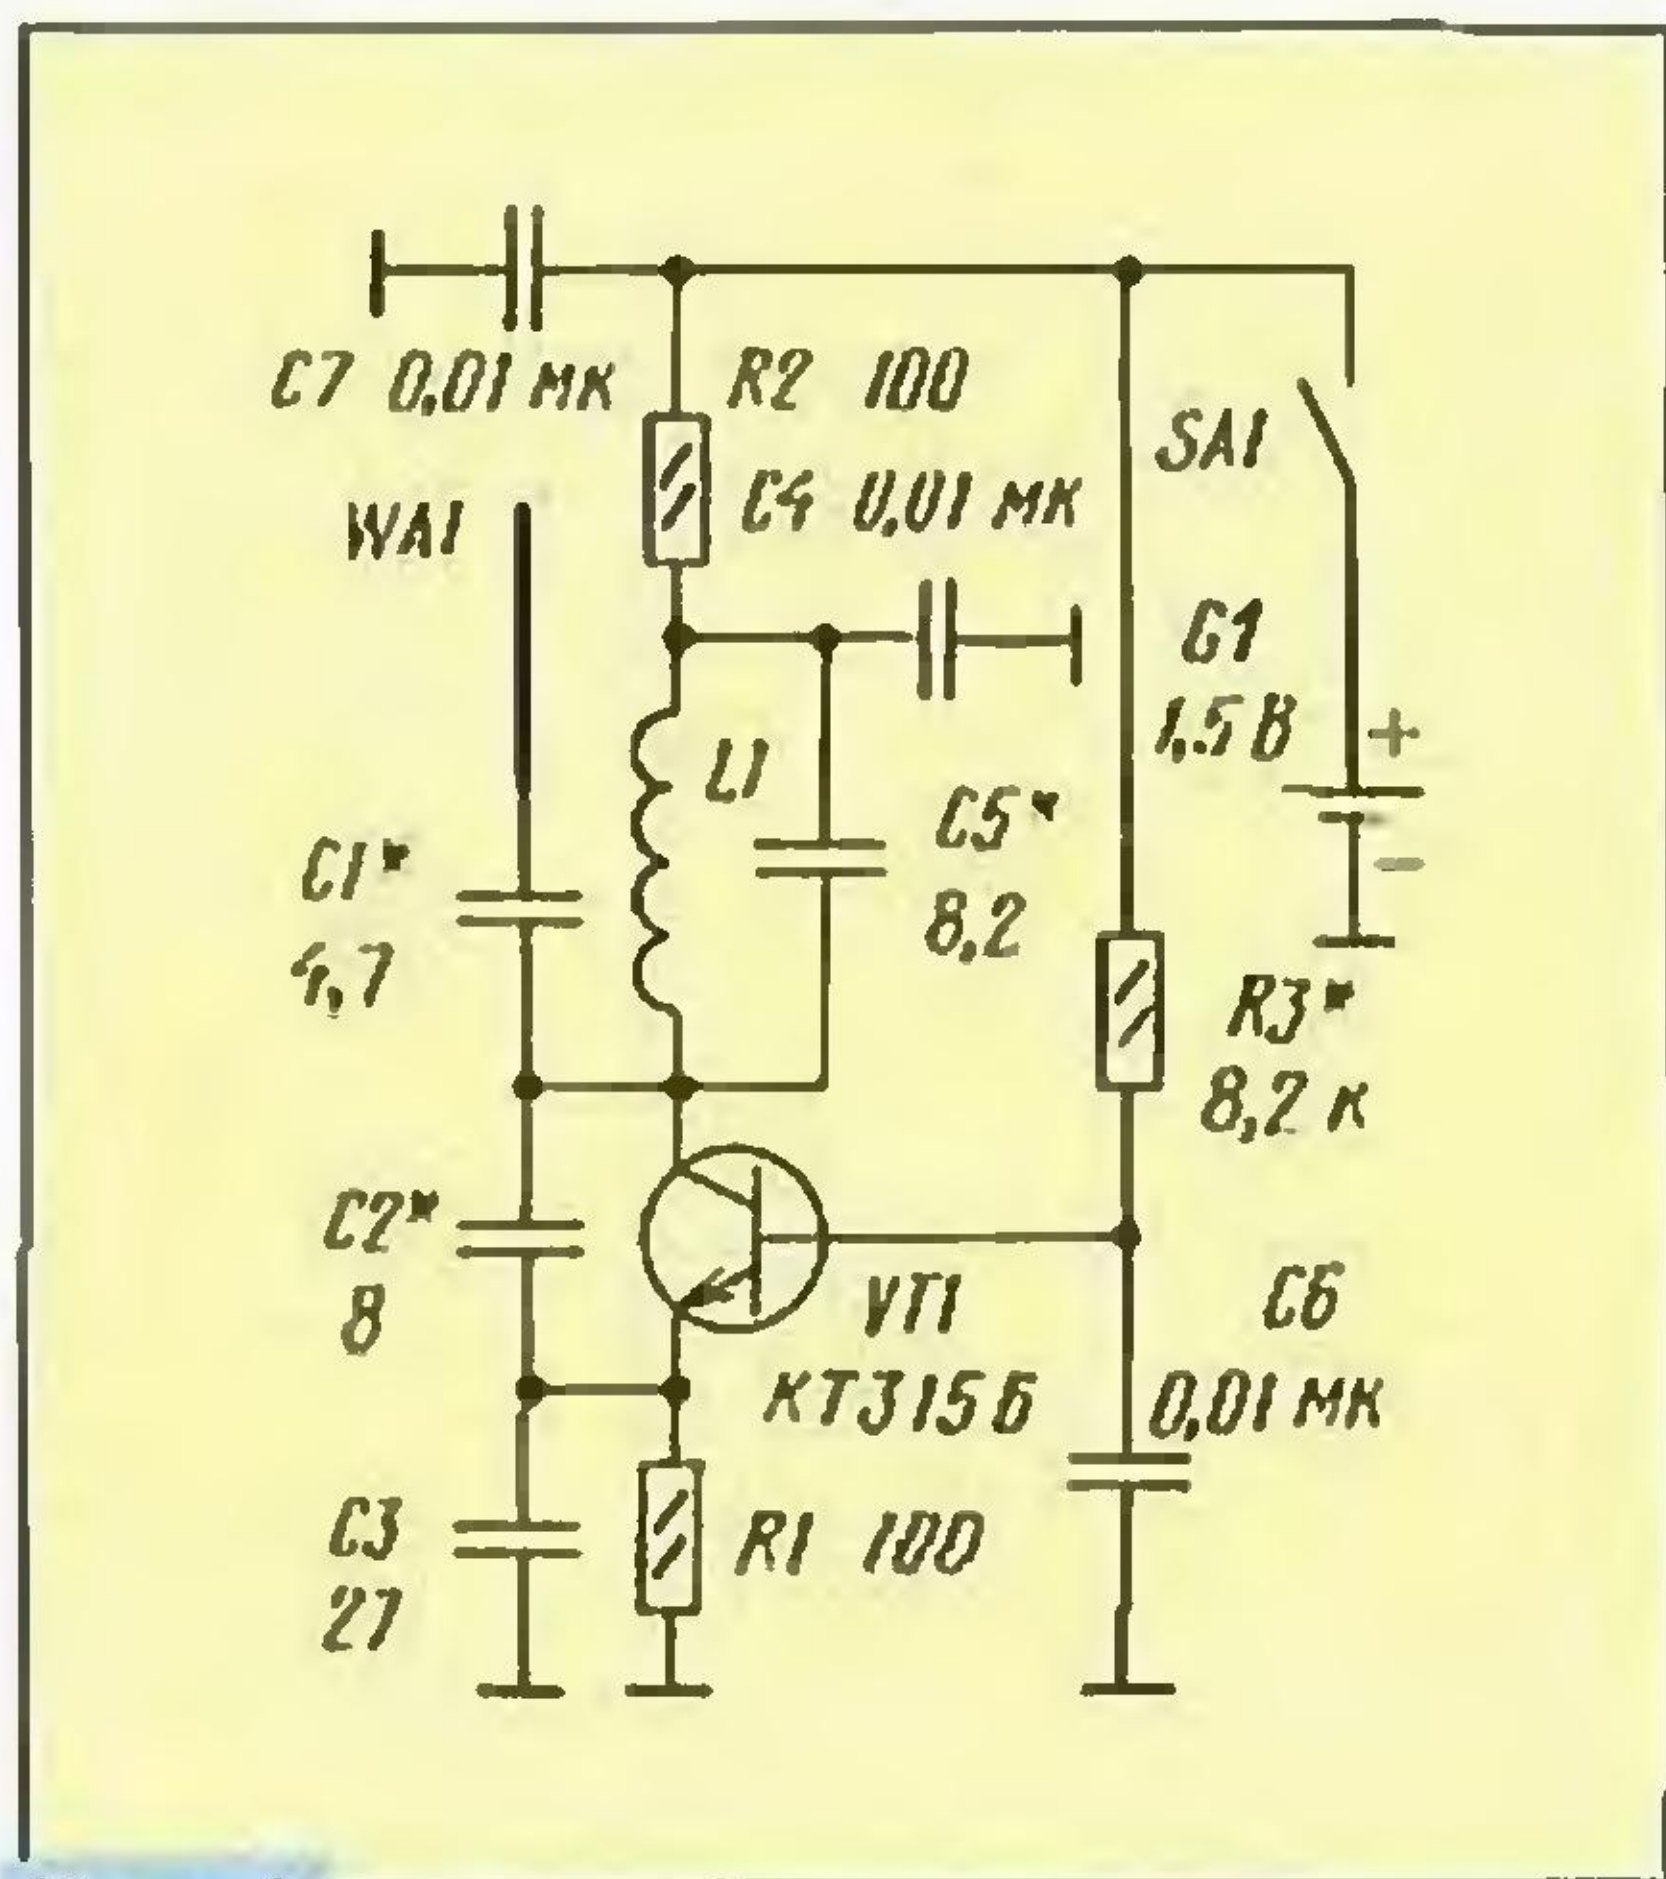 C7 0,01 мк
R2 100
WA1
C4 0,01 мк
SA1
G1
1,5 В
+
−
L1
C5*
8,2
C1*
4,7
R3*
8,2 к
C2*
8
VT1
КТ315Б
C6
0,01 мк
C3
27
R1 100